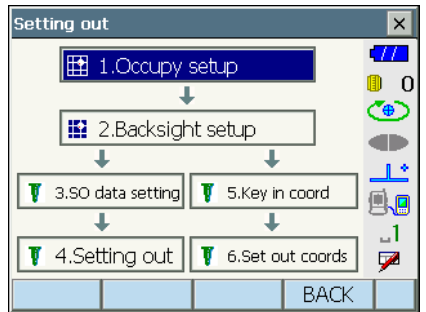 Setting out
1.Occupy setup
0
2.Backsight setup
3.SO data setting
5.Key in coord
4.Setting out
6.Set out coords
1
BACK